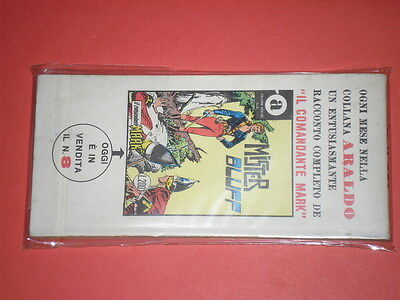 OGNI MESE NELLA
COLLANA ARALDO
UN ENTUSIASMANTE
RACCONTO COMPLETO DE
"IL COMANDANTE MARK"
a
MISTER
BLUFF
OGGI
È IN
VENDITA
IL N. 8